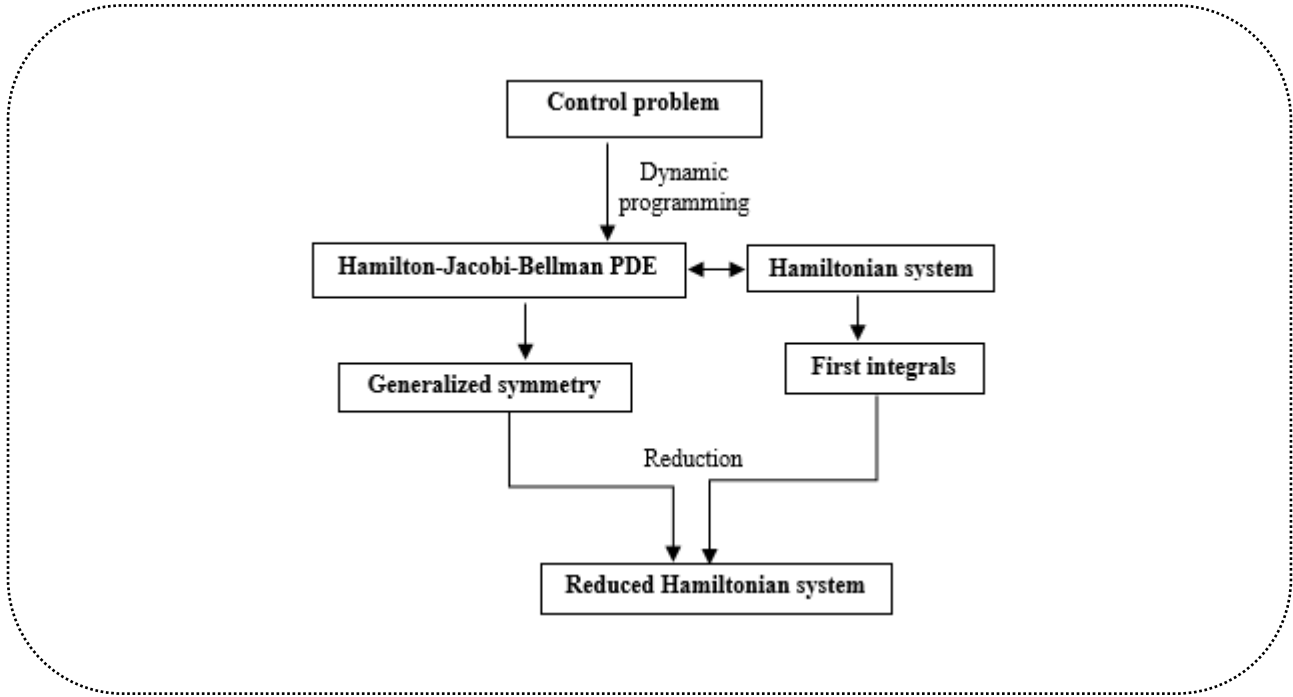 Control problem
Dynamic
programming
Hamilton-Jacobi-Bellman PDE
Hamiltonian system
Generalized symmetry
First integrals
Reduction
Reduced Hamiltonian system